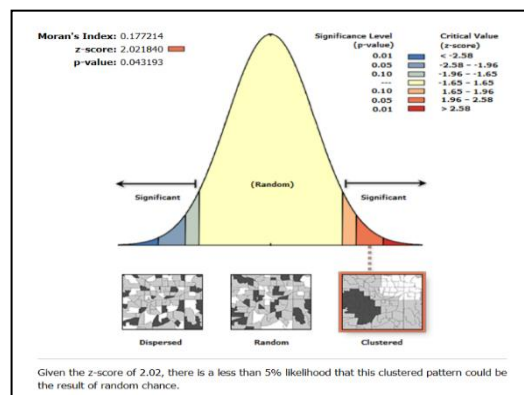 Moran's Index: 0.177214
z-score: 2.021840
p-value: 0.043193
Significance Level
(p-value)
Critical Value
(z-score)
0.01 < -2.58
0.05 -2.58 – -1.96
0.10 -1.96 – -1.65
--- -1.65 – 1.65
0.10 1.65 – 1.96
0.05 1.96 – 2.58
0.01 > 2.58
(Random)
Significant
Significant
Dispersed
Random
Clustered
Given the z-score of 2.02, there is a less than 5% likelihood that this clustered pattern could be
the result of random chance.